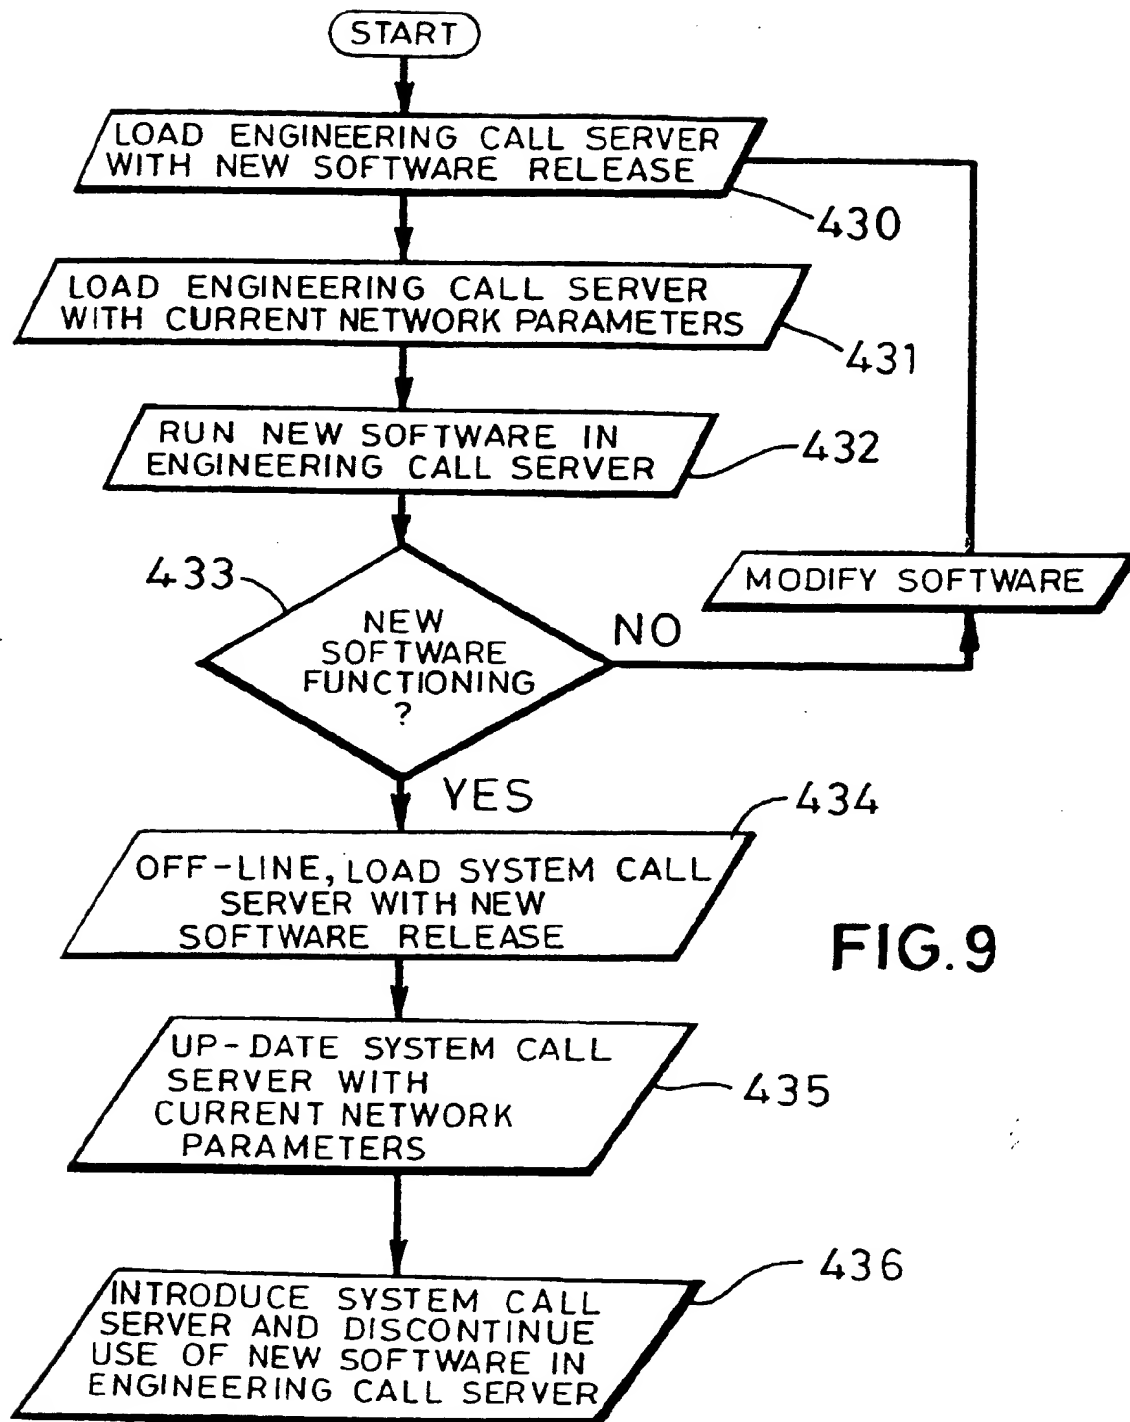 START
LOAD ENGINEERING CALL SERVER
WITH NEW SOFTWARE RELEASE
430
LOAD ENGINEERING CALL SERVER
WITH CURRENT NETWORK PARAMETERS
431
RUN NEW SOFTWARE IN
ENGINEERING CALL SERVER
432
433
NEW
SOFTWARE
FUNCTIONING
?
NO
MODIFY SOFTWARE
YES
434
OFF-LINE, LOAD SYSTEM CALL
SERVER WITH NEW
SOFTWARE RELEASE
FIG.9
UP-DATE SYSTEM CALL
SERVER WITH
CURRENT NETWORK
PARAMETERS
435
INTRODUCE SYSTEM CALL
SERVER AND DISCONTINUE
USE OF NEW SOFTWARE IN
ENGINEERING CALL SERVER
436